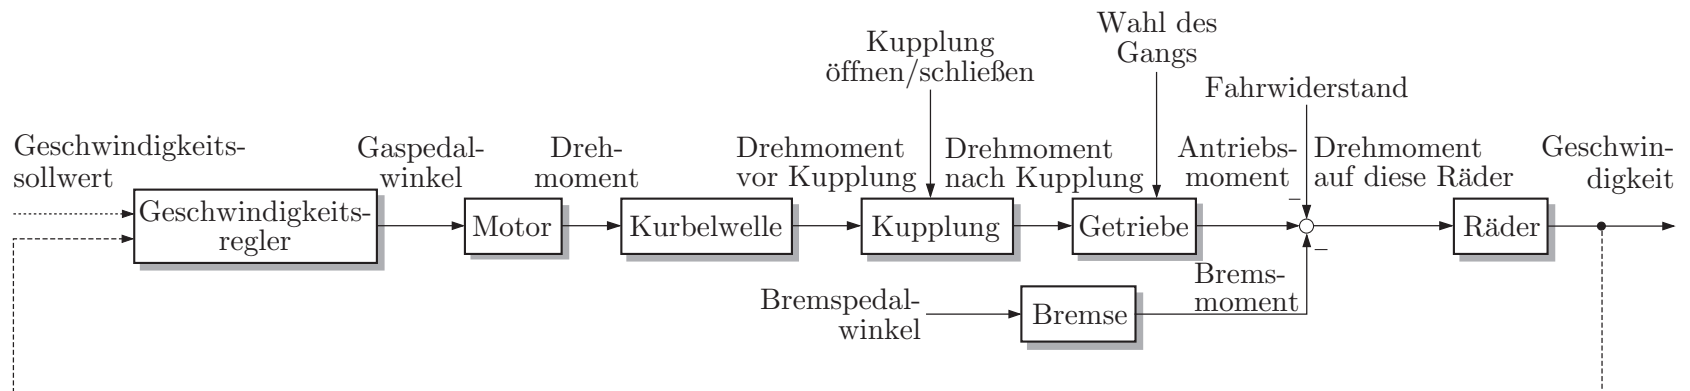 Wahl des
Gangs
Kupplung
öffnen/schließen
Fahrwiderstand
Geschwindigkeits-
sollwert
Gaspedal-
winkel
Dreh-
moment
Drehmoment
vor Kupplung
Drehmoment
nach Kupplung
Antriebs-
moment
Drehmoment
auf diese Räder
Geschwin-
digkeit
Geschwindigkeits-
regler
Motor
Kurbelwelle
Kupplung
Getriebe
Räder
–
–
Bremspedal-
winkel
Bremse
Brems-
moment